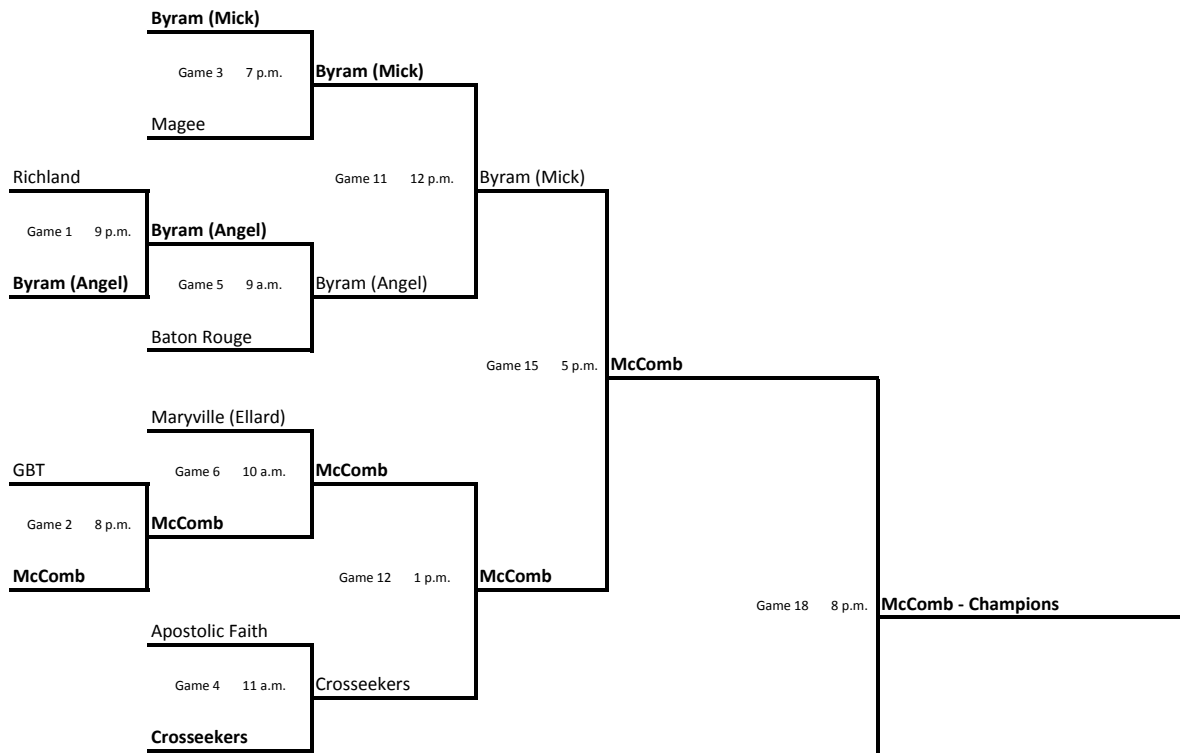 Byram (Mick)
Game 3 7 p.m.
Byram (Mick)
Magee
Richland
Game 11 12 p.m.
Byram (Mick)
Game 1 9 p.m.
Byram (Angel)
Byram (Angel)
Game 5 9 a.m.
Byram (Angel)
Baton Rouge
Game 15 5 p.m.
McComb
Maryville (Ellard)
GBT
Game 6 10 a.m.
McComb
Game 2 8 p.m.
McComb
McComb
Game 12 1 p.m.
McComb
Game 18 8 p.m.
McComb - Champions
Apostolic Faith
Game 4 11 a.m.
Crosseekers
Crosseekers